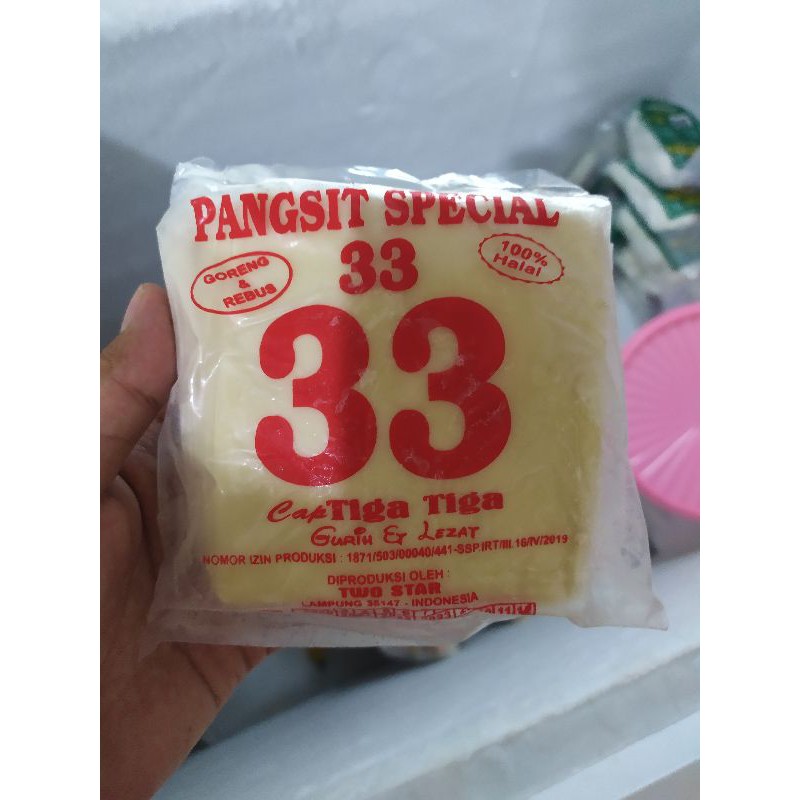 PANGSIT SPECIAL
33
GORENG
&
REBUS
100%
Halal
33
Cap Tiga Tiga
Gurih & Lezat
NOMOR IZIN PRODUKSI : 1871/503/00040/441-SSP.IRT/III.16/IV/2019
DIPRODUKSI OLEH :
TWO STAR
LAMPUNG 35147 - INDONESIA